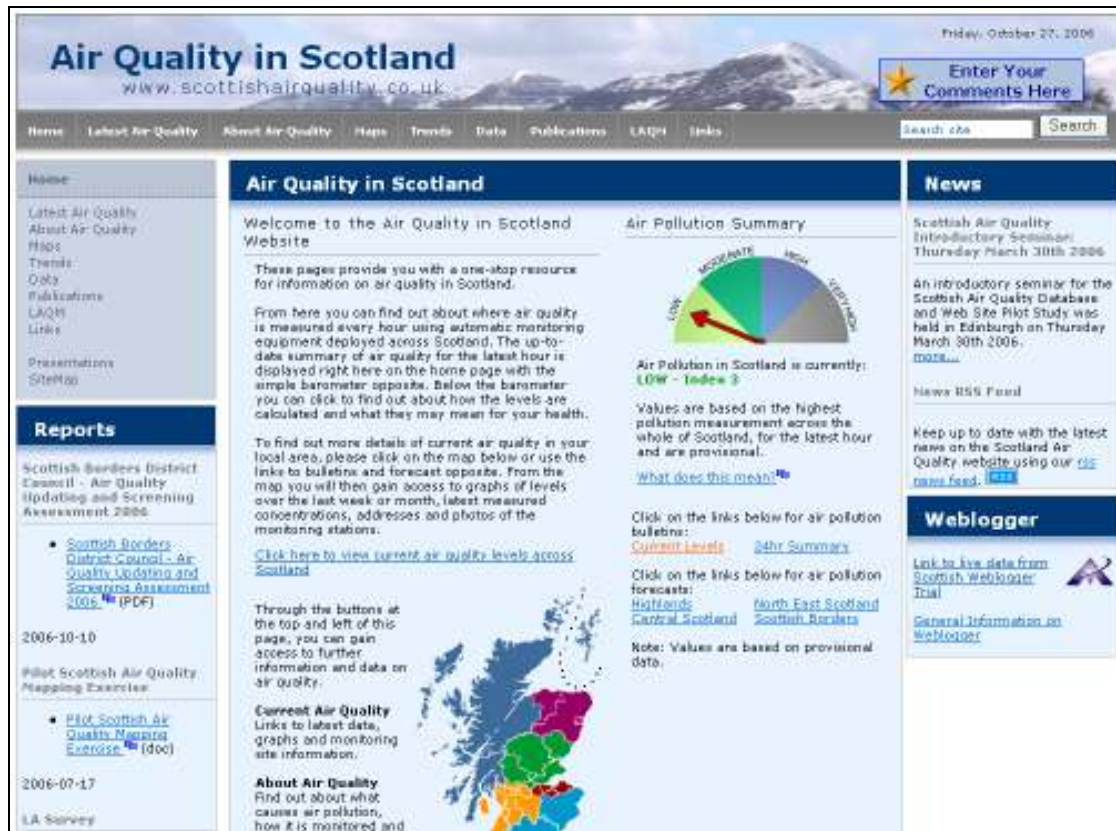 Air Quality in Scotland
www.scottishairquality.co.uk
Friday, October 27, 2006
Enter Your
Comments Here
Home Latest Air Quality About Air Quality Maps Trends Data Publications LAQM Links
Search site Search
Home
Latest Air Quality
About Air Quality
Maps
Trends
Data
Publications
LAQM
Links
Presentations
SiteMap
Reports
Scottish Borders District
Council - Air Quality
Updating and Screening
Assessment 2006
Scottish Borders
District Council - Air
Quality Updating and
Screening Assessment
2006 (PDF)
2006-10-10
Pilot Scottish Air Quality
Mapping Exercise
Pilot Scottish Air
Quality Mapping
Exercise (doc)
2006-07-17
LA Survey
Air Quality in Scotland
Welcome to the Air Quality in Scotland
Website
These pages provide you with a one-stop resource
for information on air quality in Scotland.
From here you can find out about where air quality
is measured every hour using automatic monitoring
equipment deployed across Scotland. The up-to-
date summary of air quality for the latest hour is
displayed right here on the home page with the
simple barometer opposite. Below the barometer
you can click to find out about how the levels are
calculated and what they may mean for your health.
To find out more details of current air quality in your
local area, please click on the map below or use the
links to bulletins and forecast opposite. From the
map you will then gain access to graphs of levels
over the last week or month, latest measured
concentrations, addresses and photos of the
monitoring stations.
Click here to view current air quality levels across
Scotland
Through the buttons at
the top and left of this
page, you can gain
access to further
information and data on
air quality.
Current Air Quality
Links to latest data,
graphs and monitoring
site information.
About Air Quality
Find out about what
causes air pollution,
how it is monitored and
Air Pollution Summary
LOW
MODERATE
HIGH
VERY HIGH
Air Pollution in Scotland is currently:
LOW - Index 3
Values are based on the highest
pollution measurement across the
whole of Scotland, for the latest hour
and are provisional.
What does this mean?
Click on the links below for air pollution
bulletins:
Current Levels 24hr Summary
Click on the links below for air pollution
forecasts:
Highlands North East Scotland
Central Scotland Scottish Borders
Note: Values are based on provisional
data.
News
Scottish Air Quality
Introductory Seminar:
Thursday March 30th 2006
An introductory seminar for the
Scottish Air Quality Database
and Web Site Pilot Study was
held in Edinburgh on Thursday
March 30th 2006.
more...
News RSS Feed
Keep up to date with the latest
news on the Scotland Air
Quality website using our rss
news feed. RSS
Weblogger
Link to live data from
Scottish Weblogger
Trial
General Information on
Weblogger